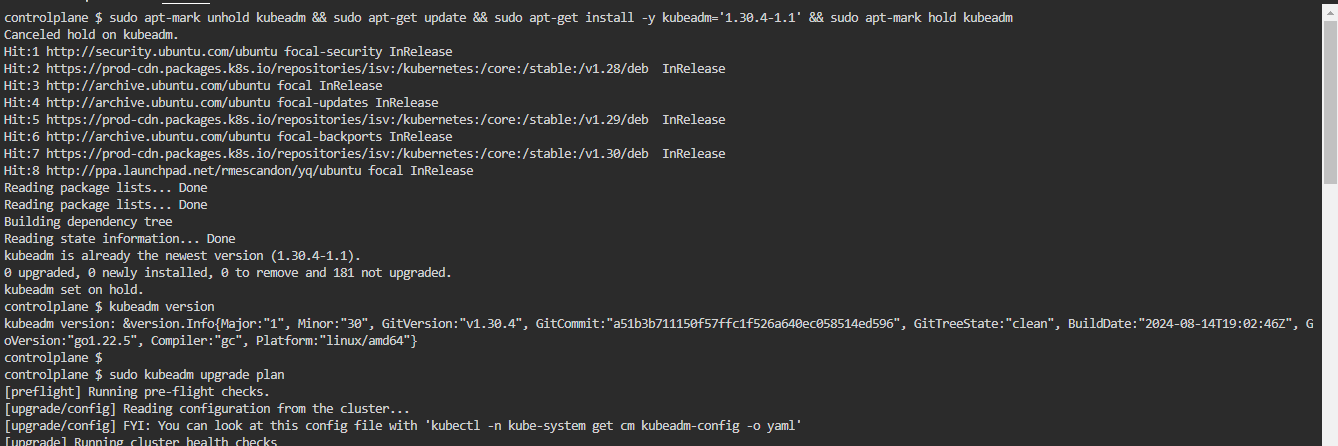 controlplane $ sudo apt-mark unhold kubeadm && sudo apt-get update && sudo apt-get install -y kubeadm='1.30.4-1.1' && sudo apt-mark hold kubeadm
Canceled hold on kubeadm.
Hit:1 http://security.ubuntu.com/ubuntu focal-security InRelease
Hit:2 https://prod-cdn.packages.k8s.io/repositories/isv:/kubernetes:/core:/stable:/v1.28/deb  InRelease
Hit:3 http://archive.ubuntu.com/ubuntu focal InRelease
Hit:4 http://archive.ubuntu.com/ubuntu focal-updates InRelease
Hit:5 https://prod-cdn.packages.k8s.io/repositories/isv:/kubernetes:/core:/stable:/v1.29/deb  InRelease
Hit:6 http://archive.ubuntu.com/ubuntu focal-backports InRelease
Hit:7 https://prod-cdn.packages.k8s.io/repositories/isv:/kubernetes:/core:/stable:/v1.30/deb  InRelease
Hit:8 http://ppa.launchpad.net/rmescandon/yq/ubuntu focal InRelease
Reading package lists... Done
Reading package lists... Done
Building dependency tree
Reading state information... Done
kubeadm is already the newest version (1.30.4-1.1).
0 upgraded, 0 newly installed, 0 to remove and 181 not upgraded.
kubeadm set on hold.
controlplane $ kubeadm version
kubeadm version: &version.Info{Major:"1", Minor:"30", GitVersion:"v1.30.4", GitCommit:"a51b3b711150f57ffc1f526a640ec058514ed596", GitTreeState:"clean", BuildDate:"2024-08-14T19:02:46Z", G
oVersion:"go1.22.5", Compiler:"gc", Platform:"linux/amd64"}
controlplane $
controlplane $ sudo kubeadm upgrade plan
[preflight] Running pre-flight checks.
[upgrade/config] Reading configuration from the cluster...
[upgrade/config] FYI: You can look at this config file with 'kubectl -n kube-system get cm kubeadm-config -o yaml'
[upgrade] Running cluster health checks